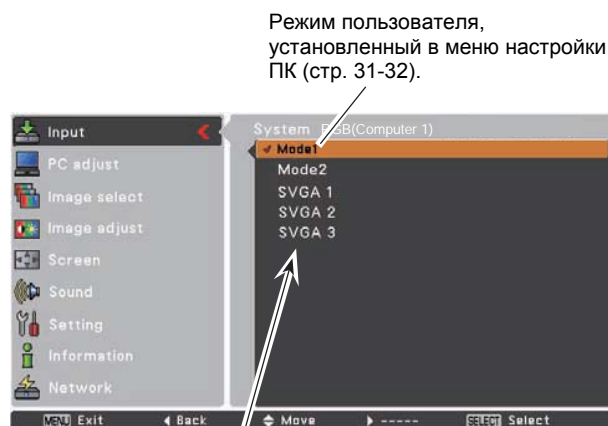 Режим пользователя,
установленный в меню настройки
ПК (стр. 31-32).
Input
System RGB(Computer 1)
Mode1
PC adjust
Mode2
Image select
SVGA 1
SVGA 2
Image adjust
SVGA 3
Screen
Sound
Setting
Information
Network
MENU Exit
Back
Move
-----
SELECT Select